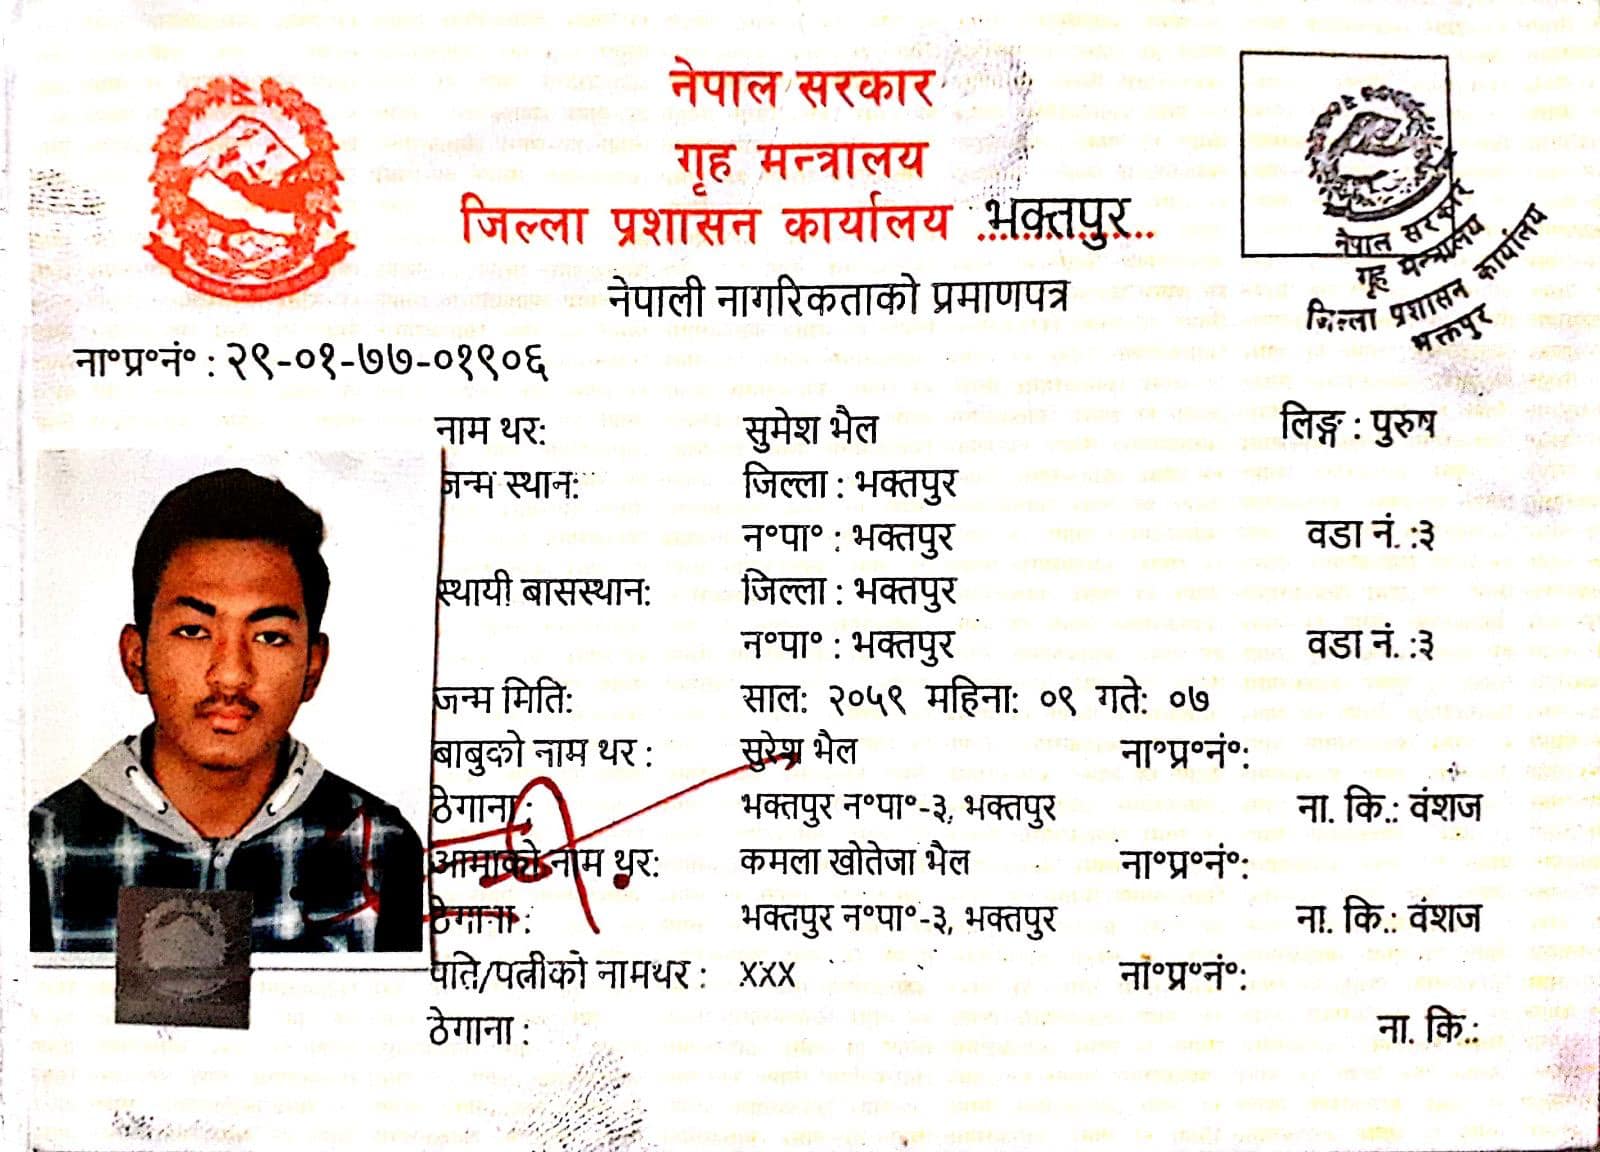 नेपाल सरकार
गृह मन्त्रालय
जिल्ला प्रशासन कार्यालय भक्तपुर
नेपाली नागरिकताको प्रमाणपत्र
नेपाल सरकार
गृह मन्त्रालय
जिल्ला प्रशासन कार्यालय
भक्तपुर
ना॰प्र॰नं॰ : २९-०१-७७-०१९०६
नाम थर: सुमेश भैल लिङ्ग : पुरुष
जन्म स्थान: जिल्ला : भक्तपुर
न॰पा॰ : भक्तपुर वडा नं. :३
स्थायी बासस्थान: जिल्ला : भक्तपुर
न॰पा॰ : भक्तपुर वडा नं. :३
जन्म मिति: साल: २०५९ महिना: ०९ गते: ०७
बाबुको नाम थर : सुरेश भैल ना॰प्र॰नं॰:
ठेगाना : भक्तपुर न॰पा॰-३, भक्तपुर ना. कि.: वंशज
आमाको नाम थर: कमला खोतेजा भैल ना॰प्र॰नं॰:
ठेगाना : भक्तपुर न॰पा॰-३, भक्तपुर ना. कि.: वंशज
पति/पत्नीको नामथर : xxx ना॰प्र॰नं॰:
ठेगाना : ना. कि.: